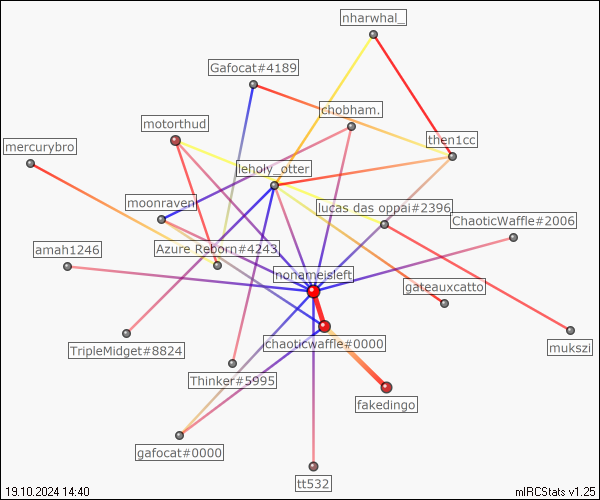 nharwhal_
Gafocat#4189
chobham.
motorthud
then1cc
mercurybro
leholy_otter
moonraven
lucas das oppai#2396
ChaoticWaffle#2006
Azure Reborn#4243
amah1246
nonameisleft
gateauxcatto
chaoticwaffle#0000
TripleMidget#8824
mukszi
Thinker#5995
fakedingo
gafocat#0000
tt532
19.10.2024 14:40
mIRCStats v1.25